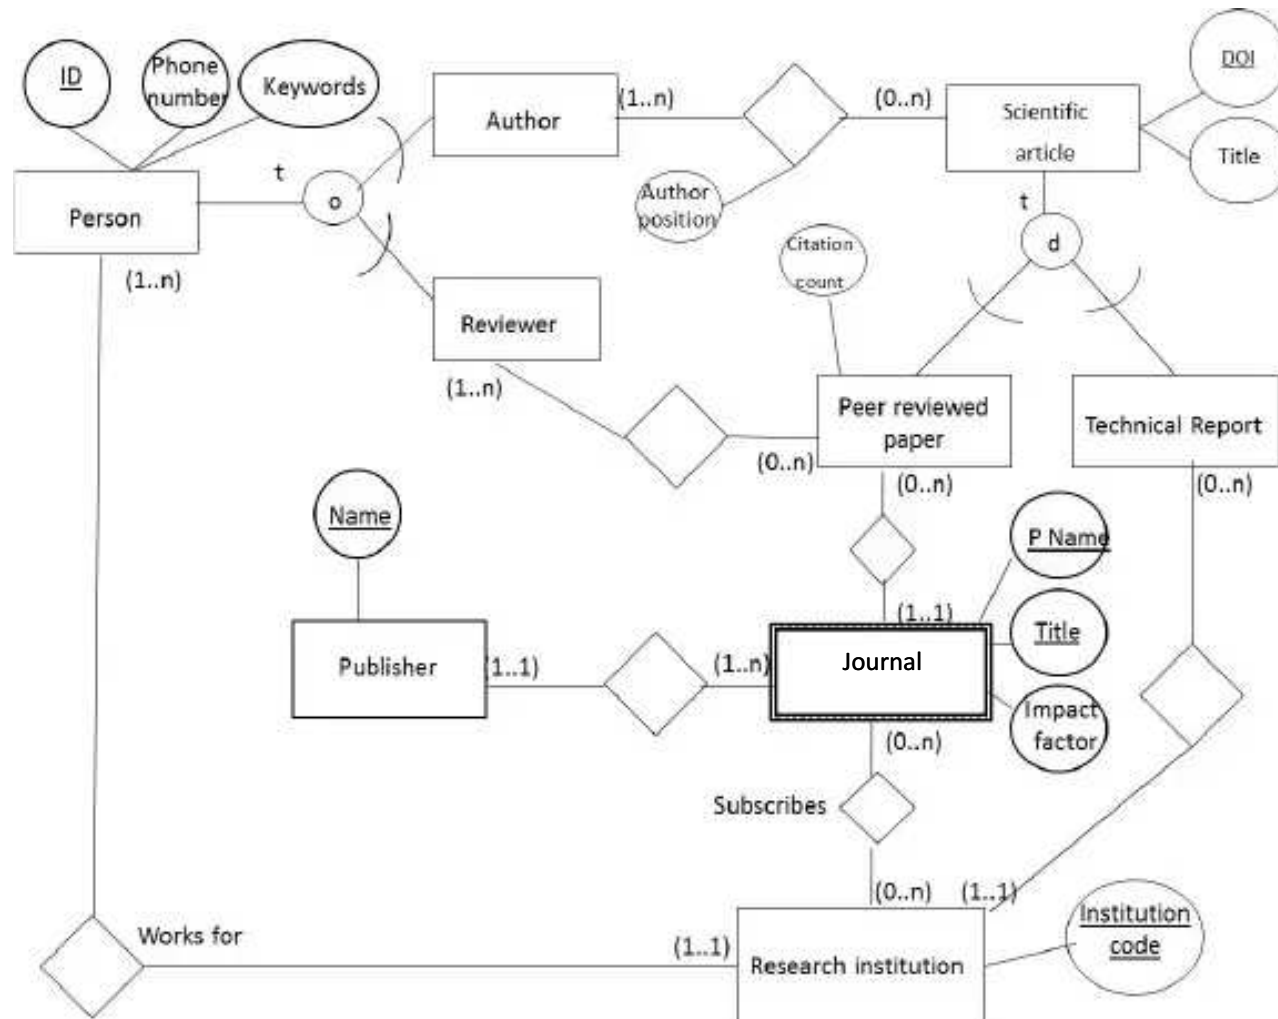 ID
Phone
number
Keywords
Author
(1..n)
(0..n)
Scientific
article
DOI
Title
t
o
Person
(1..n)
Author
position
t
d
Citation
count
Reviewer
(1..n)
(0..n)
Peer reviewed
paper
(0..n)
Technical Report
(0..n)
Name
P Name
(1..1)
Title
Publisher
(1..1)
(1..n)
Journal
Impact
factor
(0..n)
Subscribes
(0..n)
(1..1)
Institution
code
Works for
(1..1)
Research institution